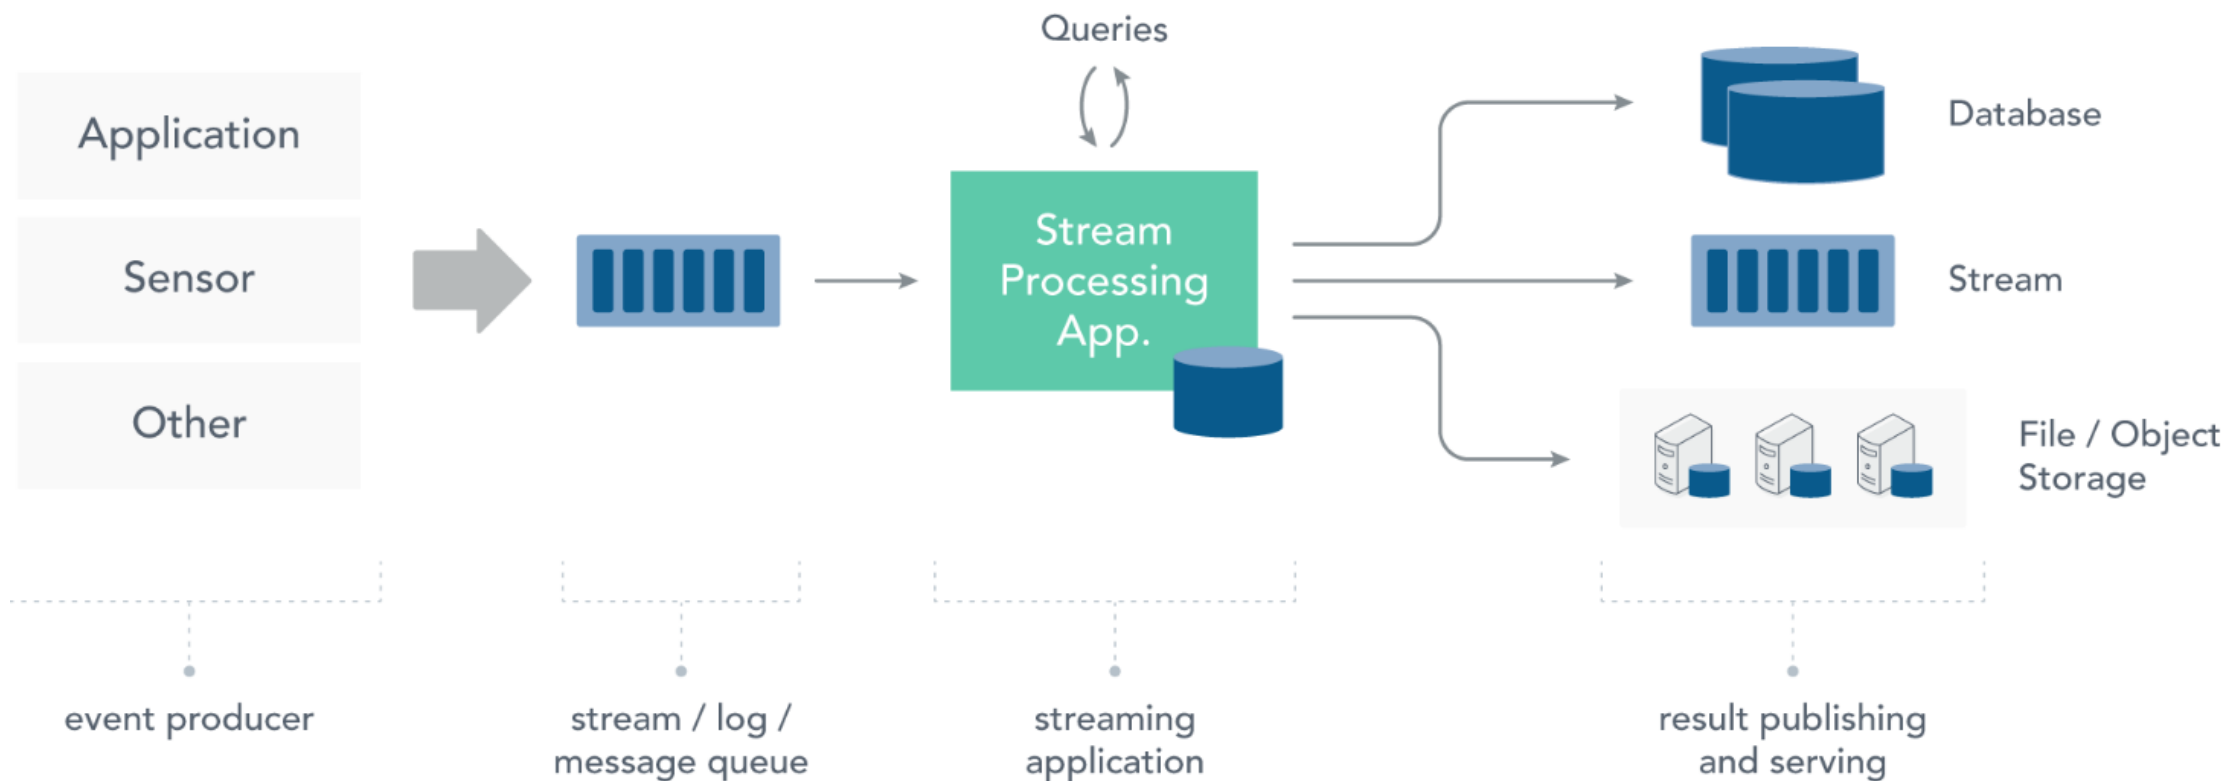 Queries
Application
Sensor
Other
Stream
Processing
App.
Database
Stream
File / Object
Storage
event producer
stream / log /
message queue
streaming
application
result publishing
and serving